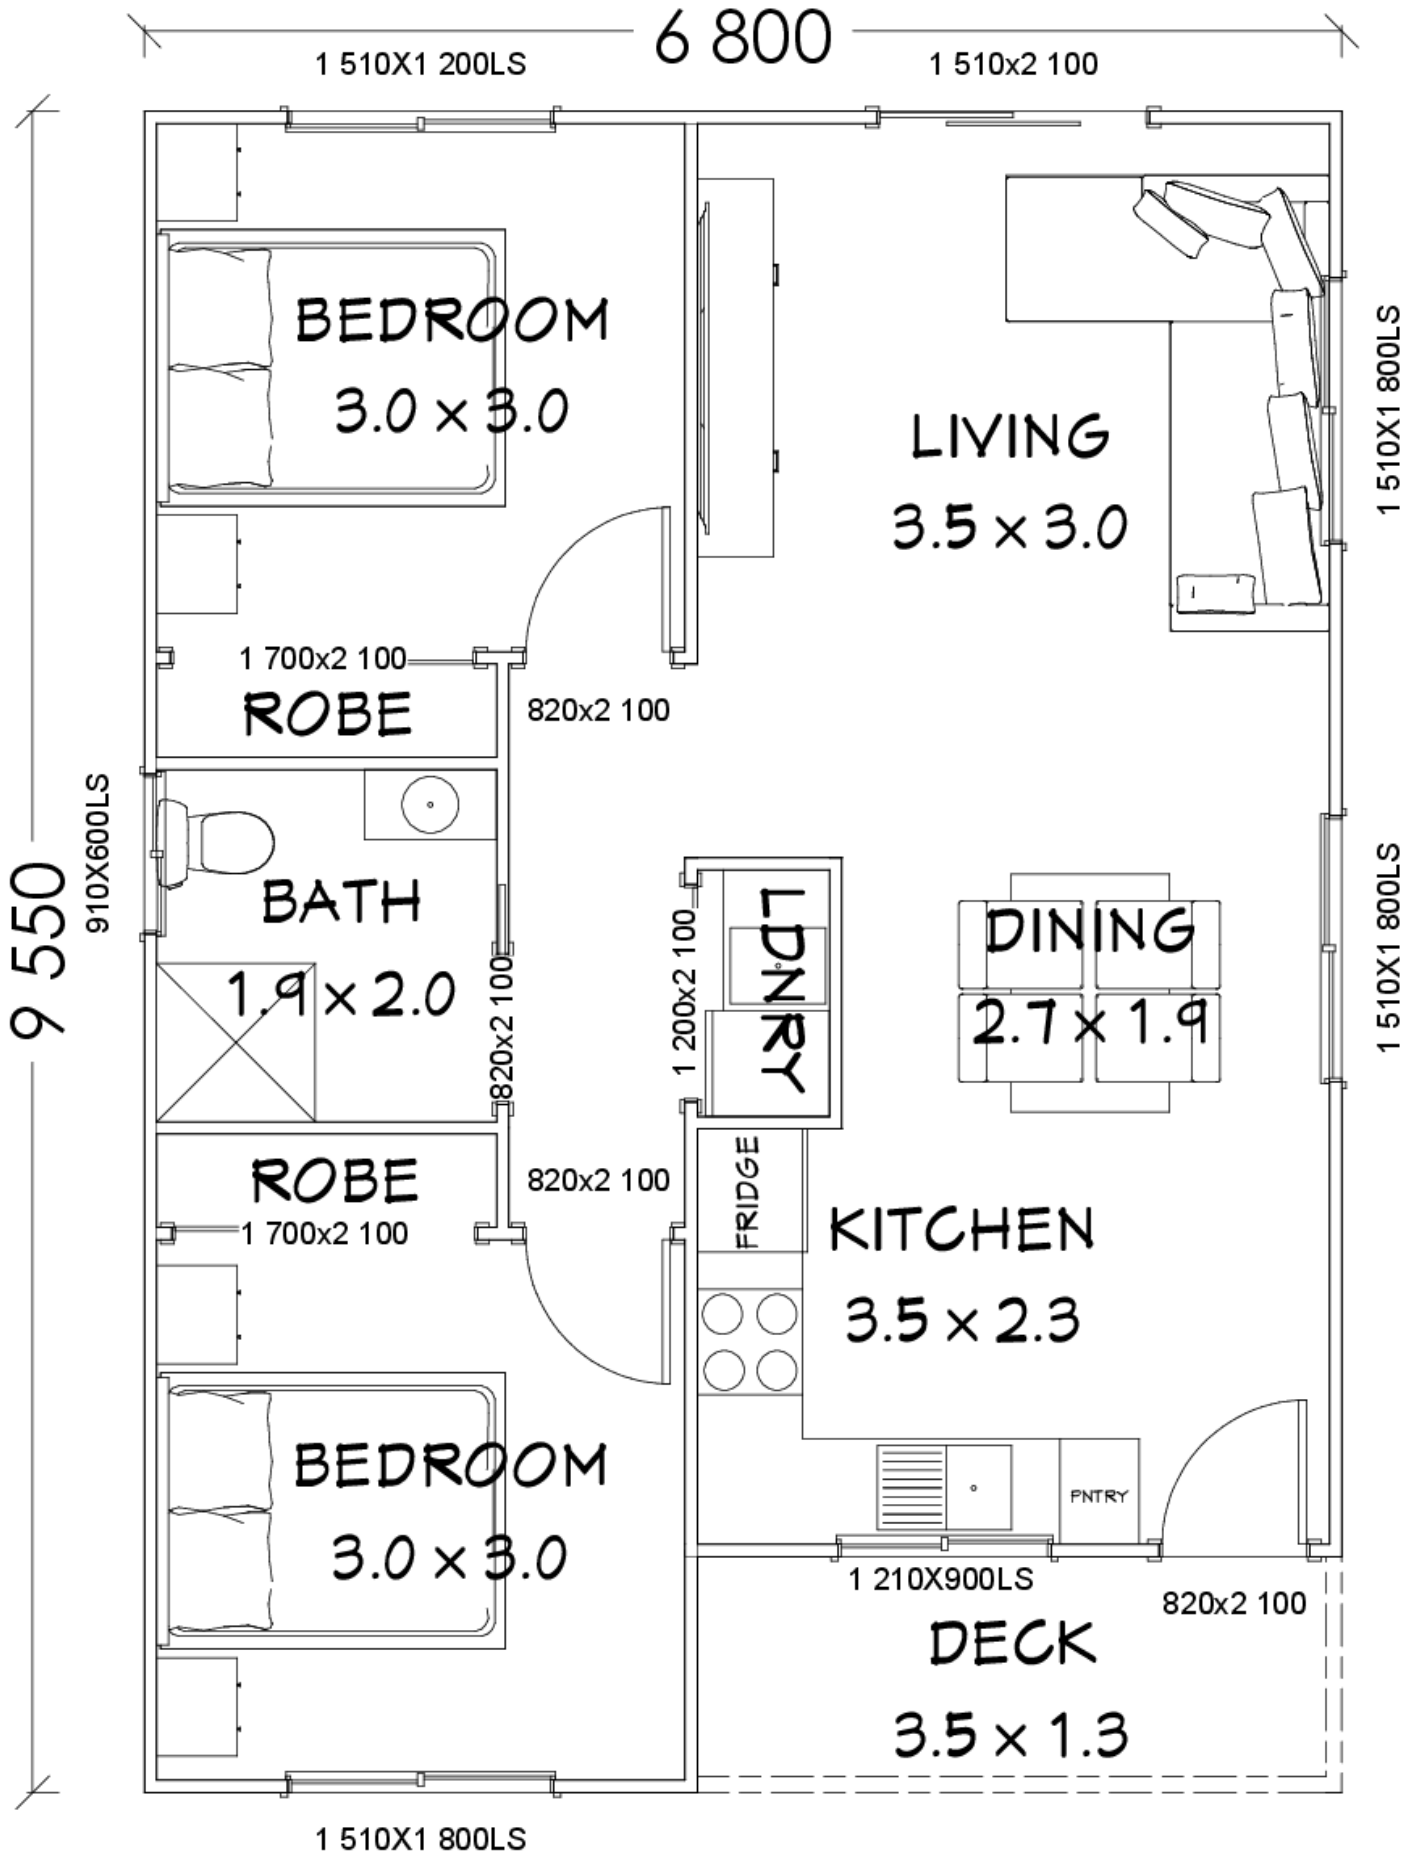 6 800
1 510X1 200LS
1 510x2 100
BEDROOM
3.0 x 3.0
LIVING
3.5 x 3.0
1 510X1 800LS
1 700x2 100
ROBE
820x2 100
9 550
910X600LS
BATH
1.9 x 2.0
820x2 100
1 200x2 100
LDNRY
DINING
2.7 x 1.9
1 510X1 800LS
ROBE
1 700x2 100
820x2 100
FRIDGE
KITCHEN
3.5 x 2.3
PNTRY
BEDROOM
3.0 x 3.0
1 210X900LS
820x2 100
DECK
3.5 x 1.3
1 510X1 800LS